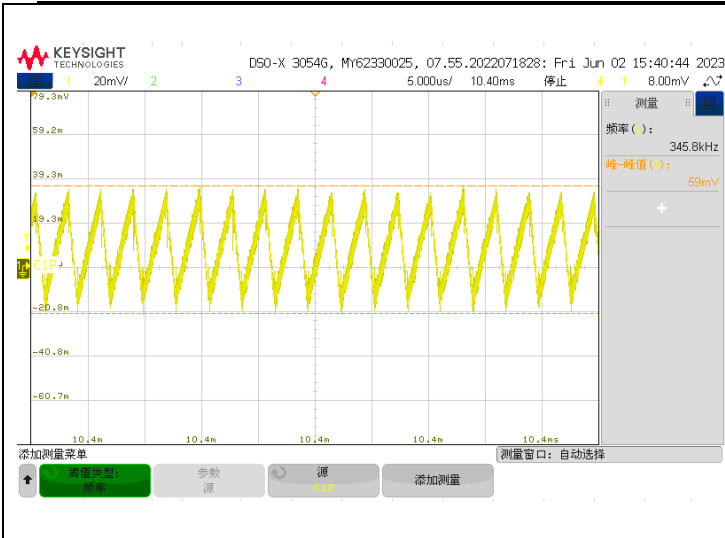 KEYSIGHT
TECHNOLOGIES
DSO-X 3054G, MY62330025, 07.55.2022071828: Fri Jun 02 15:40:44 2023
1 20mV/ 2 3 4 5.000us/ 10.40ms 停止 1 8.00mV
79.3mV
59.2m
39.3m
19.3m
C1P
-20.8m
-40.8m
-60.7m
10.4m 10.4m 10.4m 10.4m 10.4ms
测量
频率(1):
345.8kHz
峰-峰值(1):
59mV
+
添加测量菜单
测量窗口: 自动选择
阈值类型:
频率
参数
源
源
C1P
添加测量